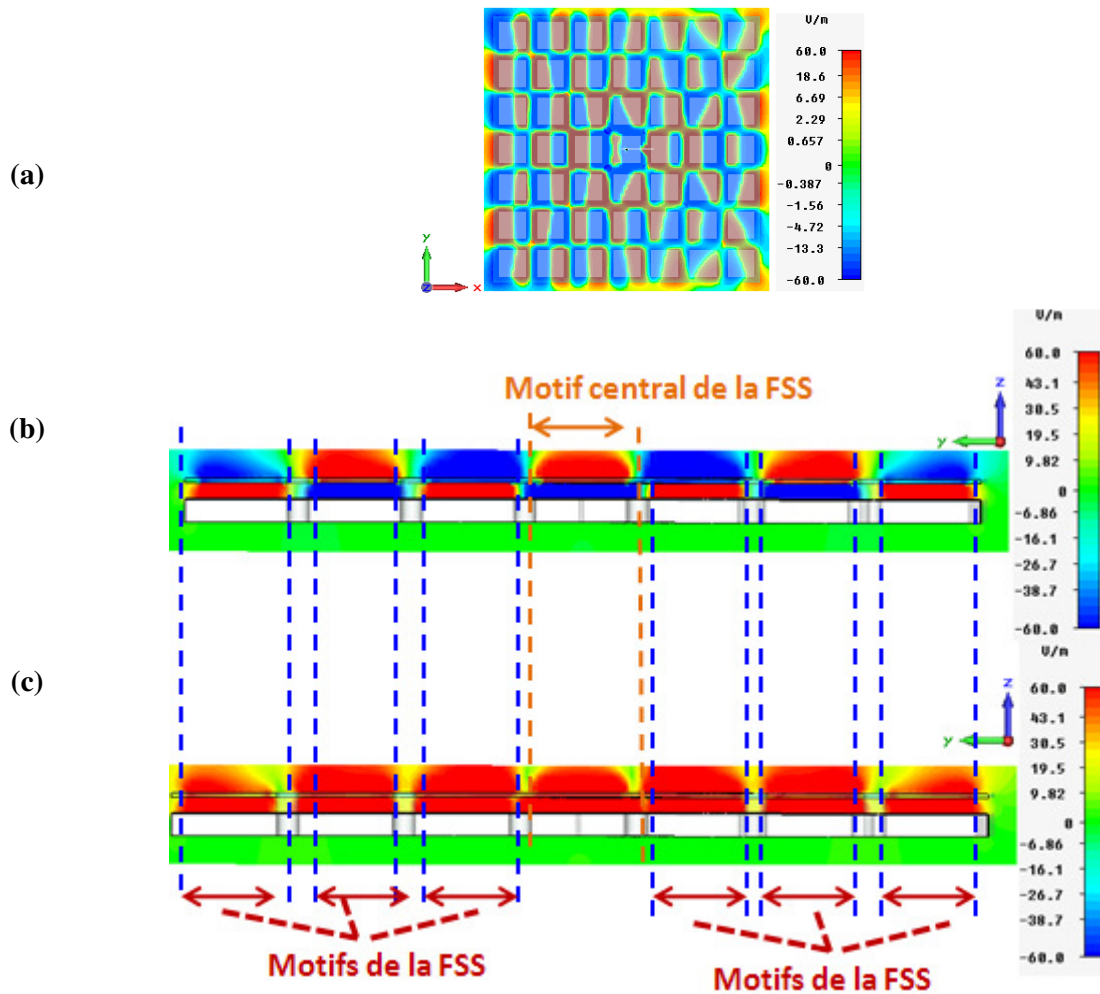 V/m
60.0
18.6
6.69
2.29
0.657
0
-0.387
-1.56
-4.72
-13.3
-60.0
(a)
y
z
x
V/m
60.0
43.1
30.5
19.5
9.82
0
-6.86
-16.1
-26.7
-38.7
-60.0
Motif central de la FSS
z
y
(b)
V/m
60.0
43.1
30.5
19.5
9.82
0
-6.86
-16.1
-26.7
-38.7
-60.0
z
y
(c)
Motifs de la FSS
Motifs de la FSS